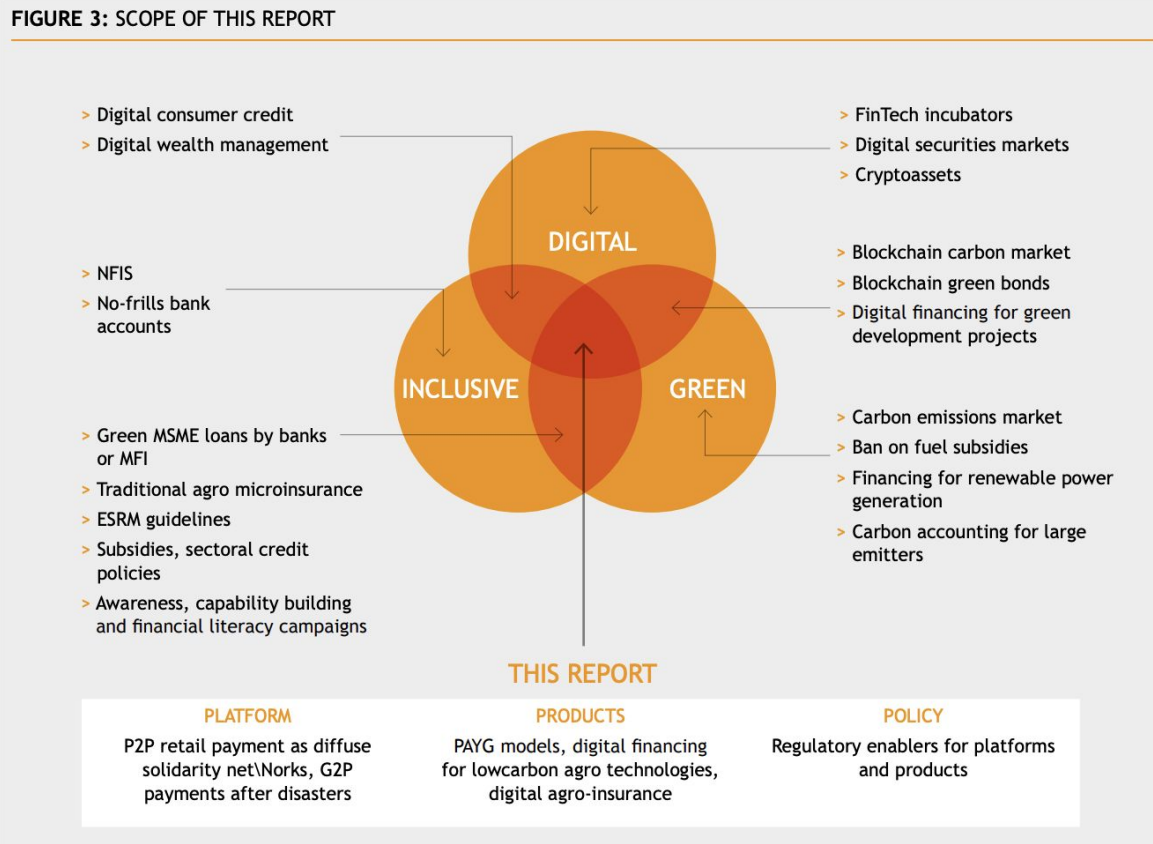 FIGURE 3: SCOPE OF THIS REPORT
> Digital consumer credit
> Digital wealth management
> NFIS
> No-frills bank
accounts
> Green MSME loans by banks
or MFI
> Traditional agro microinsurance
> ESRM guidelines
> Subsidies, sectoral credit
policies
> Awareness, capability building
and financial literacy campaigns
DIGITAL
INCLUSIVE
GREEN
> FinTech incubators
> Digital securities markets
> Cryptoassets
> Blockchain carbon market
> Blockchain green bonds
> Digital financing for green
development projects
> Carbon emissions market
> Ban on fuel subsidies
> Financing for renewable power
generation
> Carbon accounting for large
emitters
THIS REPORT
PLATFORM
P2P retail payment as diffuse
solidarity net\Norks, G2P
payments after disasters
PRODUCTS
PAYG models, digital financing
for lowcarbon agro technologies,
digital agro-insurance
POLICY
Regulatory enablers for platforms
and products